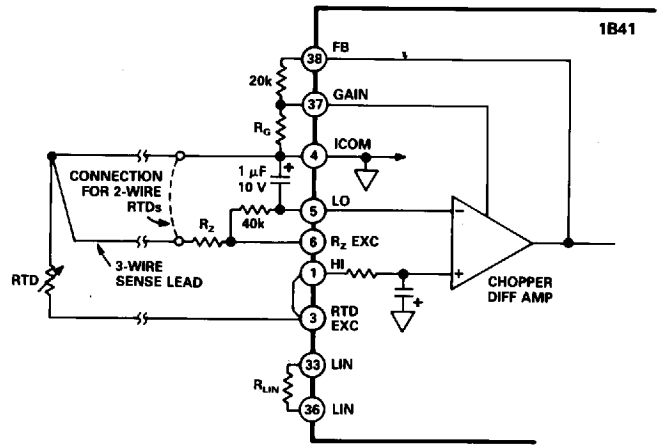 1B41
FB
38
20k
GAIN
37
R_G
ICOM
4
CONNECTION
FOR 2-WIRE
RTDs
1 µF
10 V
+
LO
5
40k
R_Z
6
R_Z EXC
HI
1
3-WIRE
SENSE LEAD
RTD
RTD
EXC
3
−
+
+
CHOPPER
DIFF AMP
LIN
33
R_LIN
36
LIN